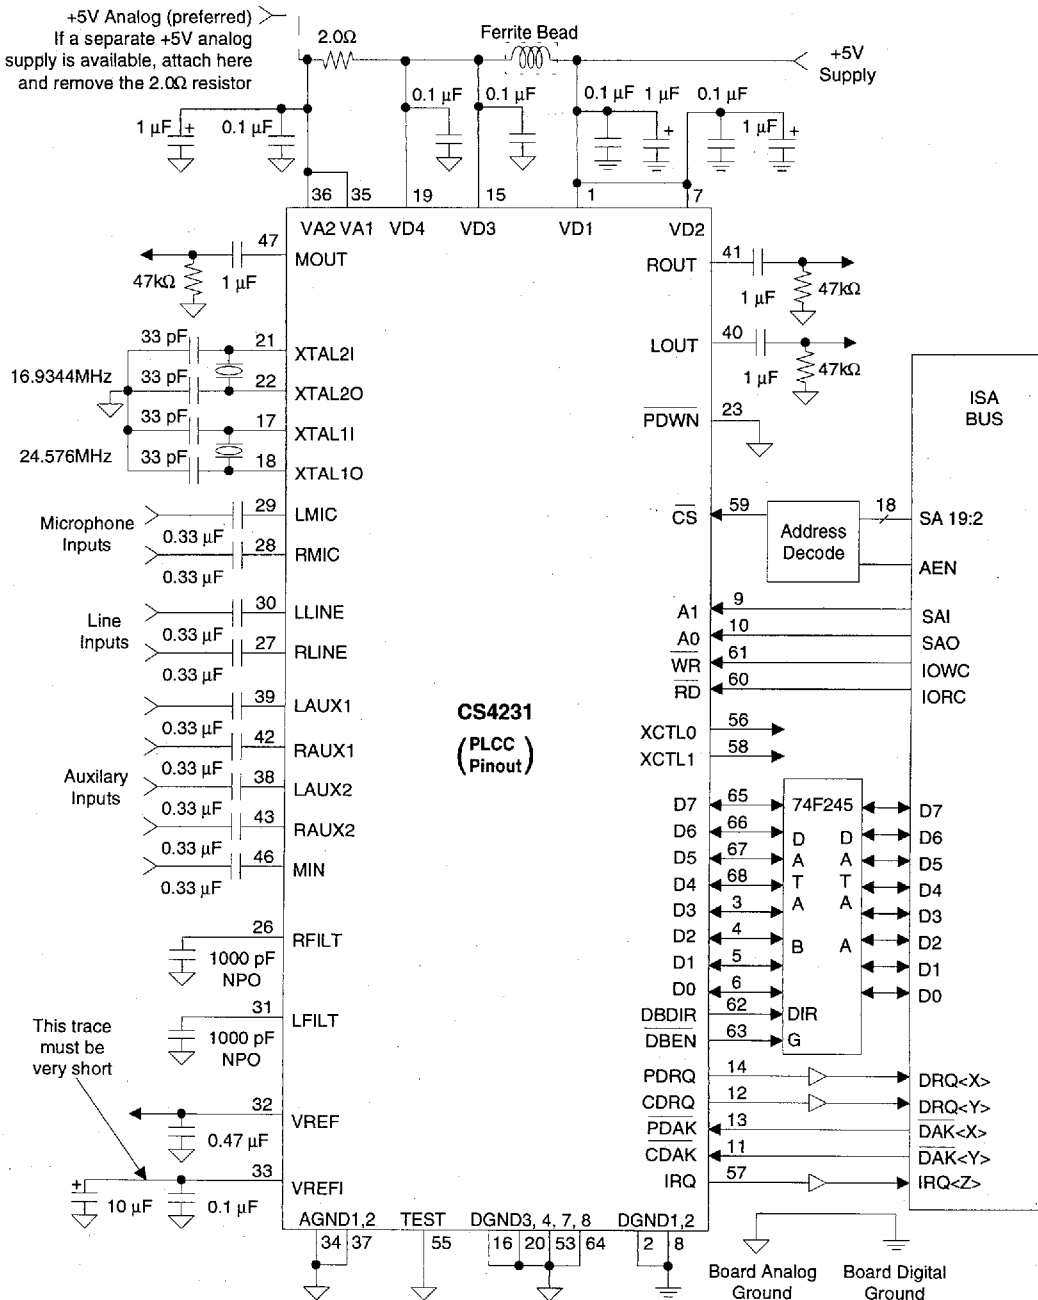 +5V Analog (preferred)
If a separate +5V analog
supply is available, attach here
and remove the 2.0Ω resistor
2.0Ω
Ferrite Bead
+5V
Supply
1 µF
+
0.1 µF
0.1 µF
0.1 µF
0.1 µF
1 µF
+
0.1 µF
1 µF
+
36
35
19
15
1
7
VA2
VA1
VD4
VD3
VD1
VD2
47
MOUT
47kΩ
1 µF
33 pF
21
XTAL2I
16.9344MHz
33 pF
22
XTAL2O
33 pF
17
XTAL1I
24.576MHz
33 pF
18
XTAL1O
Microphone
Inputs
29
LMIC
0.33 µF
28
RMIC
0.33 µF
Line
Inputs
30
LLINE
0.33 µF
27
RLINE
0.33 µF
Auxilary
Inputs
39
LAUX1
0.33 µF
42
RAUX1
0.33 µF
38
LAUX2
0.33 µF
43
RAUX2
0.33 µF
46
MIN
0.33 µF
26
RFILT
1000 pF
NPO
31
LFILT
1000 pF
NPO
This trace
must be
very short
32
VREF
0.47 µF
33
VREFI
+
10 µF
0.1 µF
CS4231
(PLCC
Pinout)
ROUT
41
1 µF
47kΩ
LOUT
40
1 µF
47kΩ
PDWN
23
ISA
BUS
CS
59
Address
Decode
18
SA 19:2
AEN
A1
9
SAI
A0
10
SAO
WR
61
IOWC
RD
60
IORC
XCTL0
56
XCTL1
58
74F245
D
A
T
A
B
D
A
T
A
A
D7
65
D7
D6
66
D6
D5
67
D5
D4
68
D4
D3
3
D3
D2
4
D2
D1
5
D1
D0
6
D0
DBDIR
62
DIR
DBEN
63
G
PDRQ
14
DRQ<X>
CDRQ
12
DRQ<Y>
PDAK
13
DAK<X>
CDAK
11
DAK<Y>
IRQ
57
IRQ<Z>
AGND1,2
TEST
DGND3, 4, 7, 8
DGND1,2
34
37
55
16
20
53
64
2
8
Board Analog
Ground
Board Digital
Ground